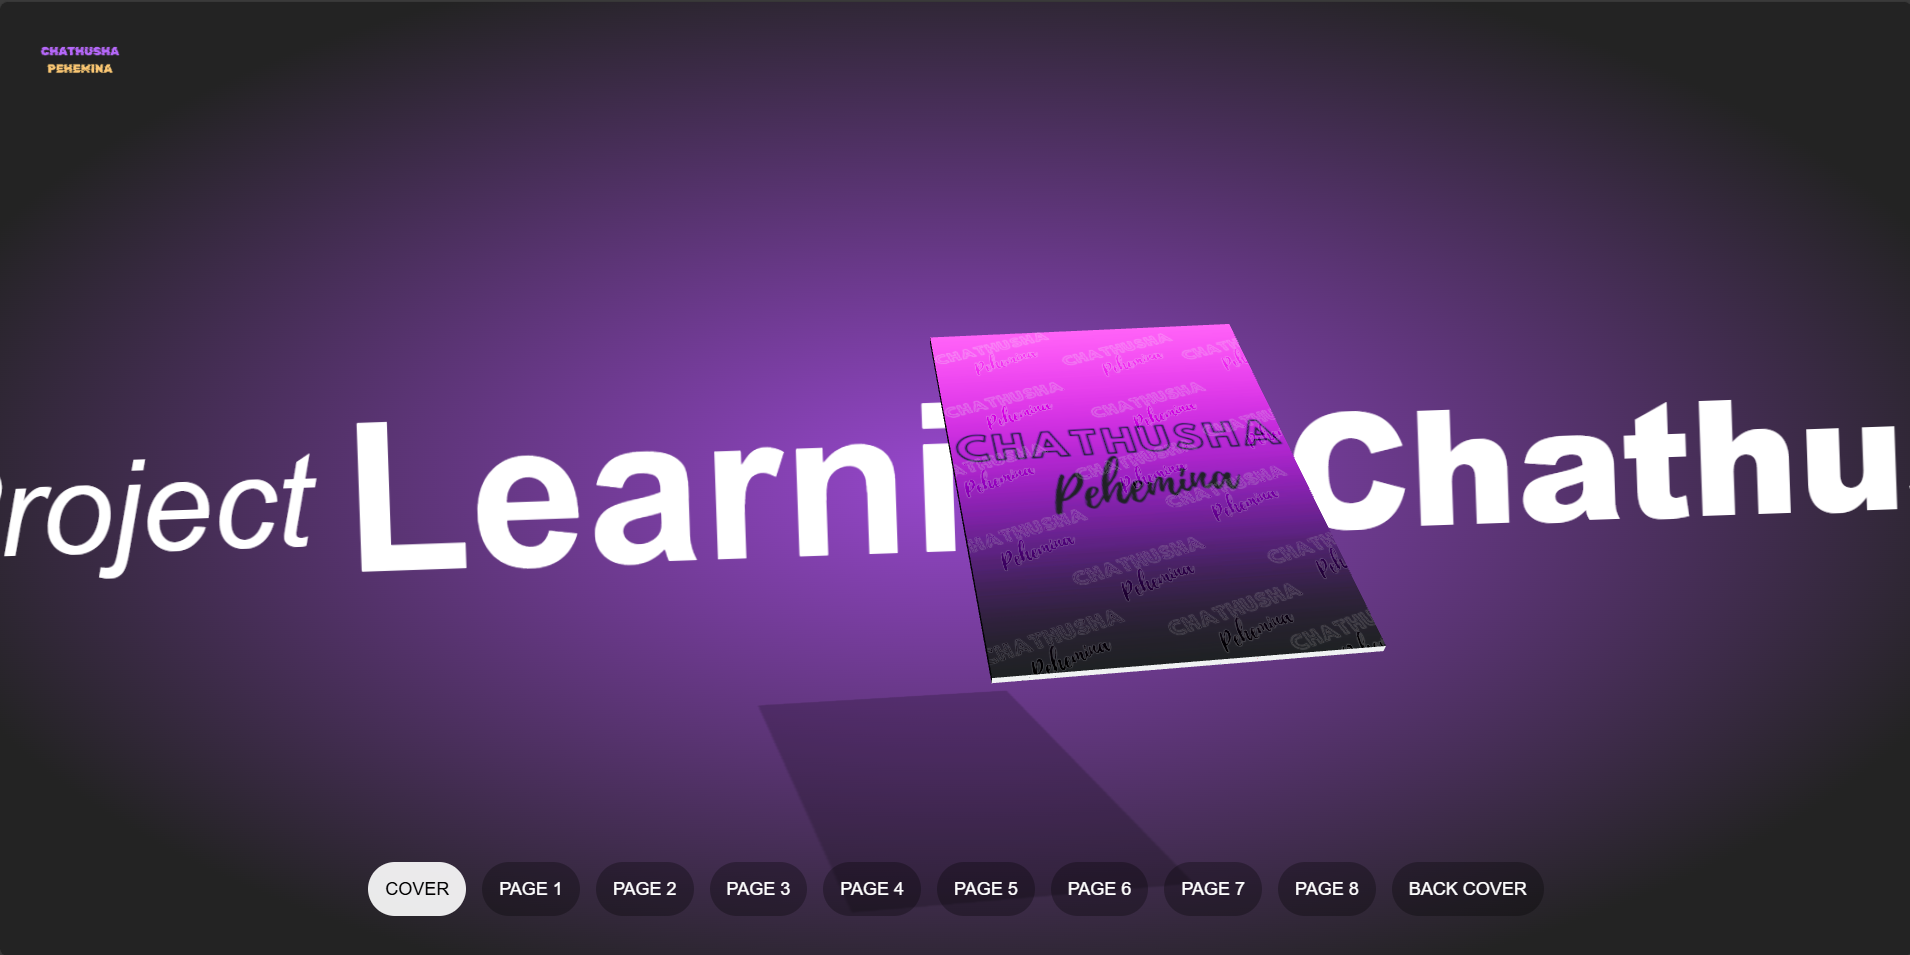 CHATHUSHA
PEHEMINA
Project Learni Chathu
CHATHUSHA
Pehemina
COVER
PAGE 1
PAGE 2
PAGE 3
PAGE 4
PAGE 5
PAGE 6
PAGE 7
PAGE 8
BACK COVER